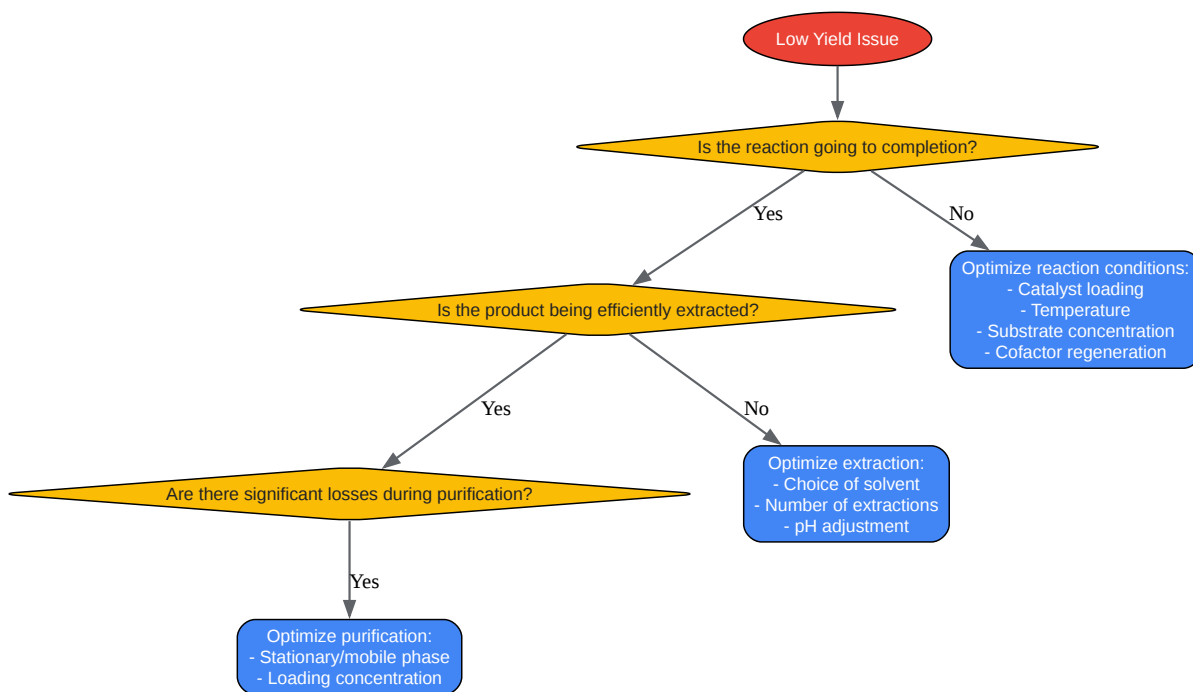 Low Yield Issue
Is the reaction going to completion?
Yes
No
Optimize reaction conditions:
- Catalyst loading
- Temperature
- Substrate concentration
- Cofactor regeneration
Is the product being efficiently extracted?
Yes
No
Optimize extraction:
- Choice of solvent
- Number of extractions
- pH adjustment
Are there significant losses during purification?
Yes
Optimize purification:
- Stationary/mobile phase
- Loading concentration